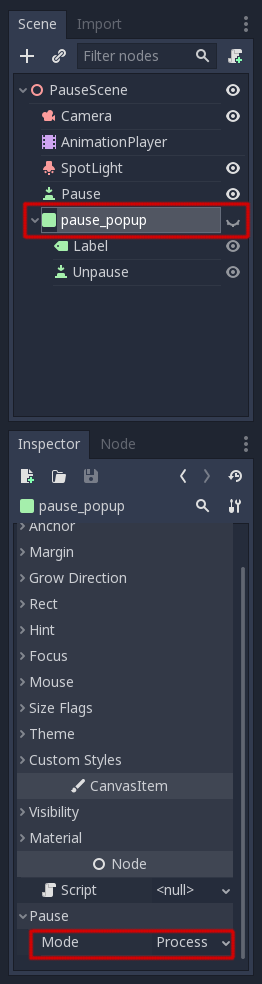 Scene Import
Filter nodes
PauseScene
Camera
AnimationPlayer
SpotLight
Pause
pause_popup
Label
Unpause
Inspector Node
pause_popup
Anchor
Margin
Grow Direction
Rect
Hint
Focus
Mouse
Size Flags
Theme
Custom Styles
CanvasItem
Visibility
Material
Node
Script <null>
Pause
Mode Process